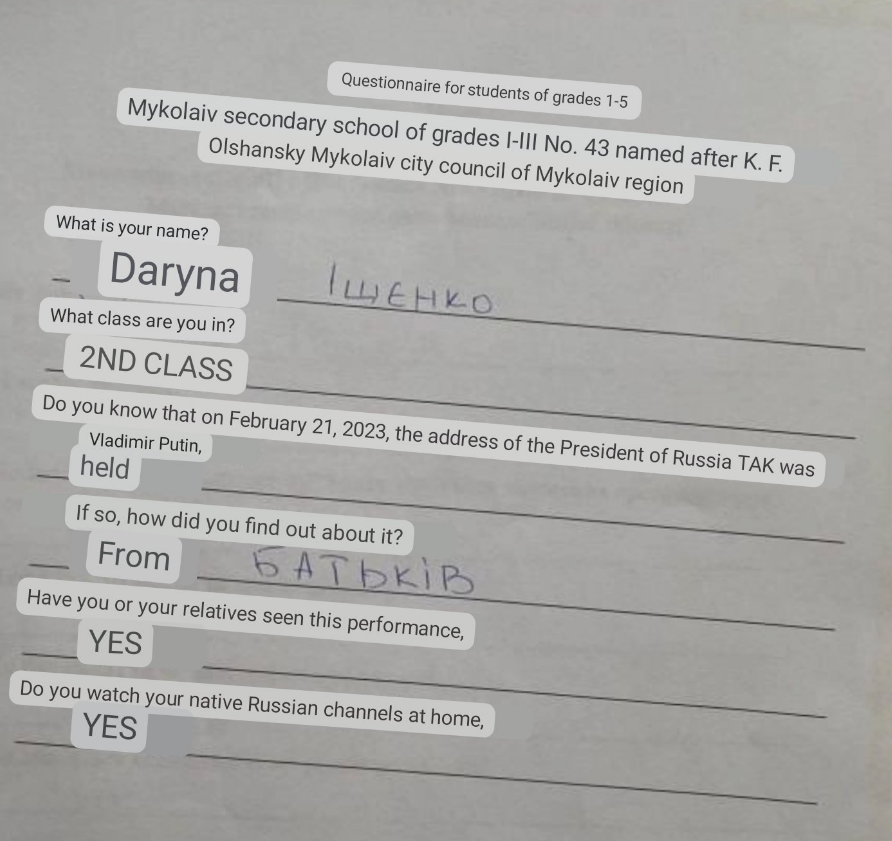 Questionnaire for students of grades 1-5
Mykolaiv secondary school of grades I-III No. 43 named after K. F.
Olshansky Mykolaiv city council of Mykolaiv region
What is your name?
Daryna ІЩЕНКО
What class are you in?
2ND CLASS
Do you know that on February 21, 2023, the address of the President of Russia TAK was
Vladimir Putin,
held
If so, how did you find out about it?
From БАТЬКІВ
Have you or your relatives seen this performance,
YES
Do you watch your native Russian channels at home,
YES